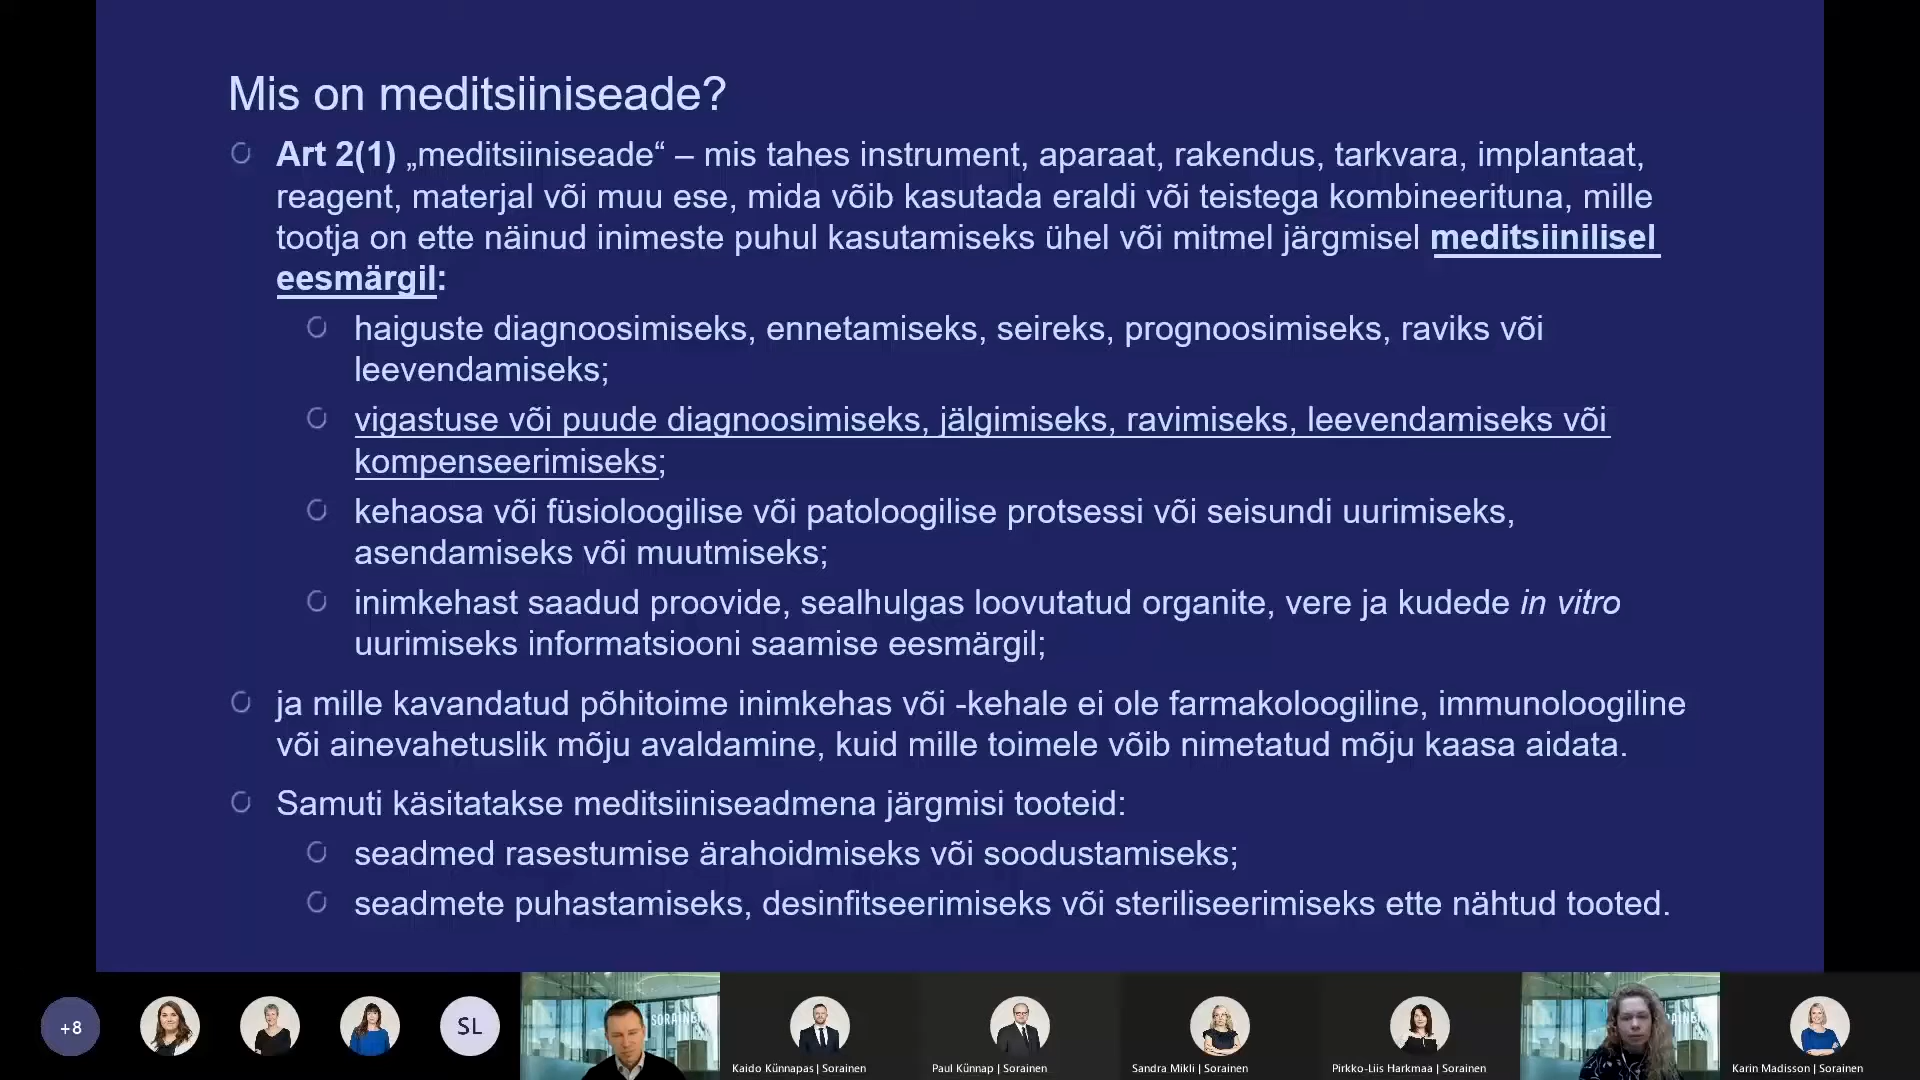 Mis on meditsiiniseade?
Art 2(1) „meditsiiniseade“ – mis tahes instrument, aparaat, rakendus, tarkvara, implantaat,
reagent, materjal või muu ese, mida võib kasutada eraldi või teistega kombineerituna, mille
tootja on ette näinud inimeste puhul kasutamiseks ühel või mitmel järgmisel meditsiinilisel
eesmärgil:
haiguste diagnoosimiseks, ennetamiseks, seireks, prognoosimiseks, raviks või
leevendamiseks;
vigastuse või puude diagnoosimiseks, jälgimiseks, ravimiseks, leevendamiseks või
kompenseerimiseks;
kehaosa või füsioloogilise või patoloogilise protsessi või seisundi uurimiseks,
asendamiseks või muutmiseks;
inimkehast saadud proovide, sealhulgas loovutatud organite, vere ja kudede in vitro
uurimiseks informatsiooni saamise eesmärgil;
ja mille kavandatud põhitoime inimkehas või -kehale ei ole farmakoloogiline, immunoloogiline
või ainevahetuslik mõju avaldamine, kuid mille toimele võib nimetatud mõju kaasa aidata.
Samuti käsitatakse meditsiiniseadmena järgmisi tooteid:
seadmed rasestumise ärahoidmiseks või soodustamiseks;
seadmete puhastamiseks, desinfitseerimiseks või steriliseerimiseks ette nähtud tooted.
+8
SL
Kaido Künnapas | Sorainen
Paul Künnap | Sorainen
Sandra Mikli | Sorainen
Pirkko-Liis Harkmaa | Sorainen
Karin Madisson | Sorainen